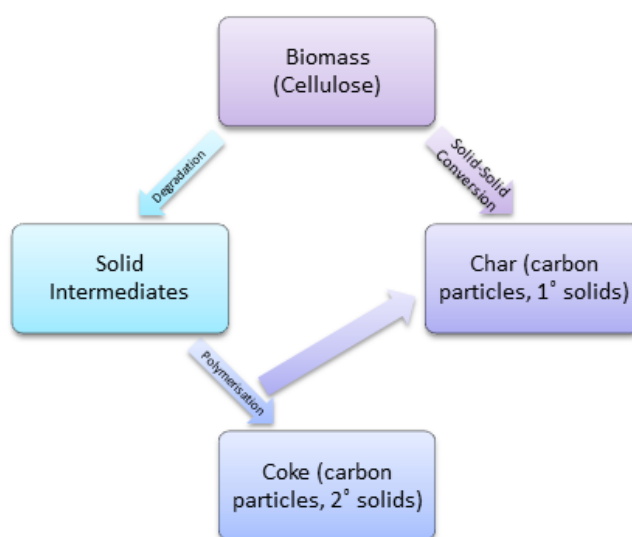 Biomass
(Cellulose)
Degradation
Solid-Solid
Conversion
Solid
Intermediates
Char (carbon
particles, 1˚ solids)
Polymerisation
Coke (carbon
particles, 2˚ solids)